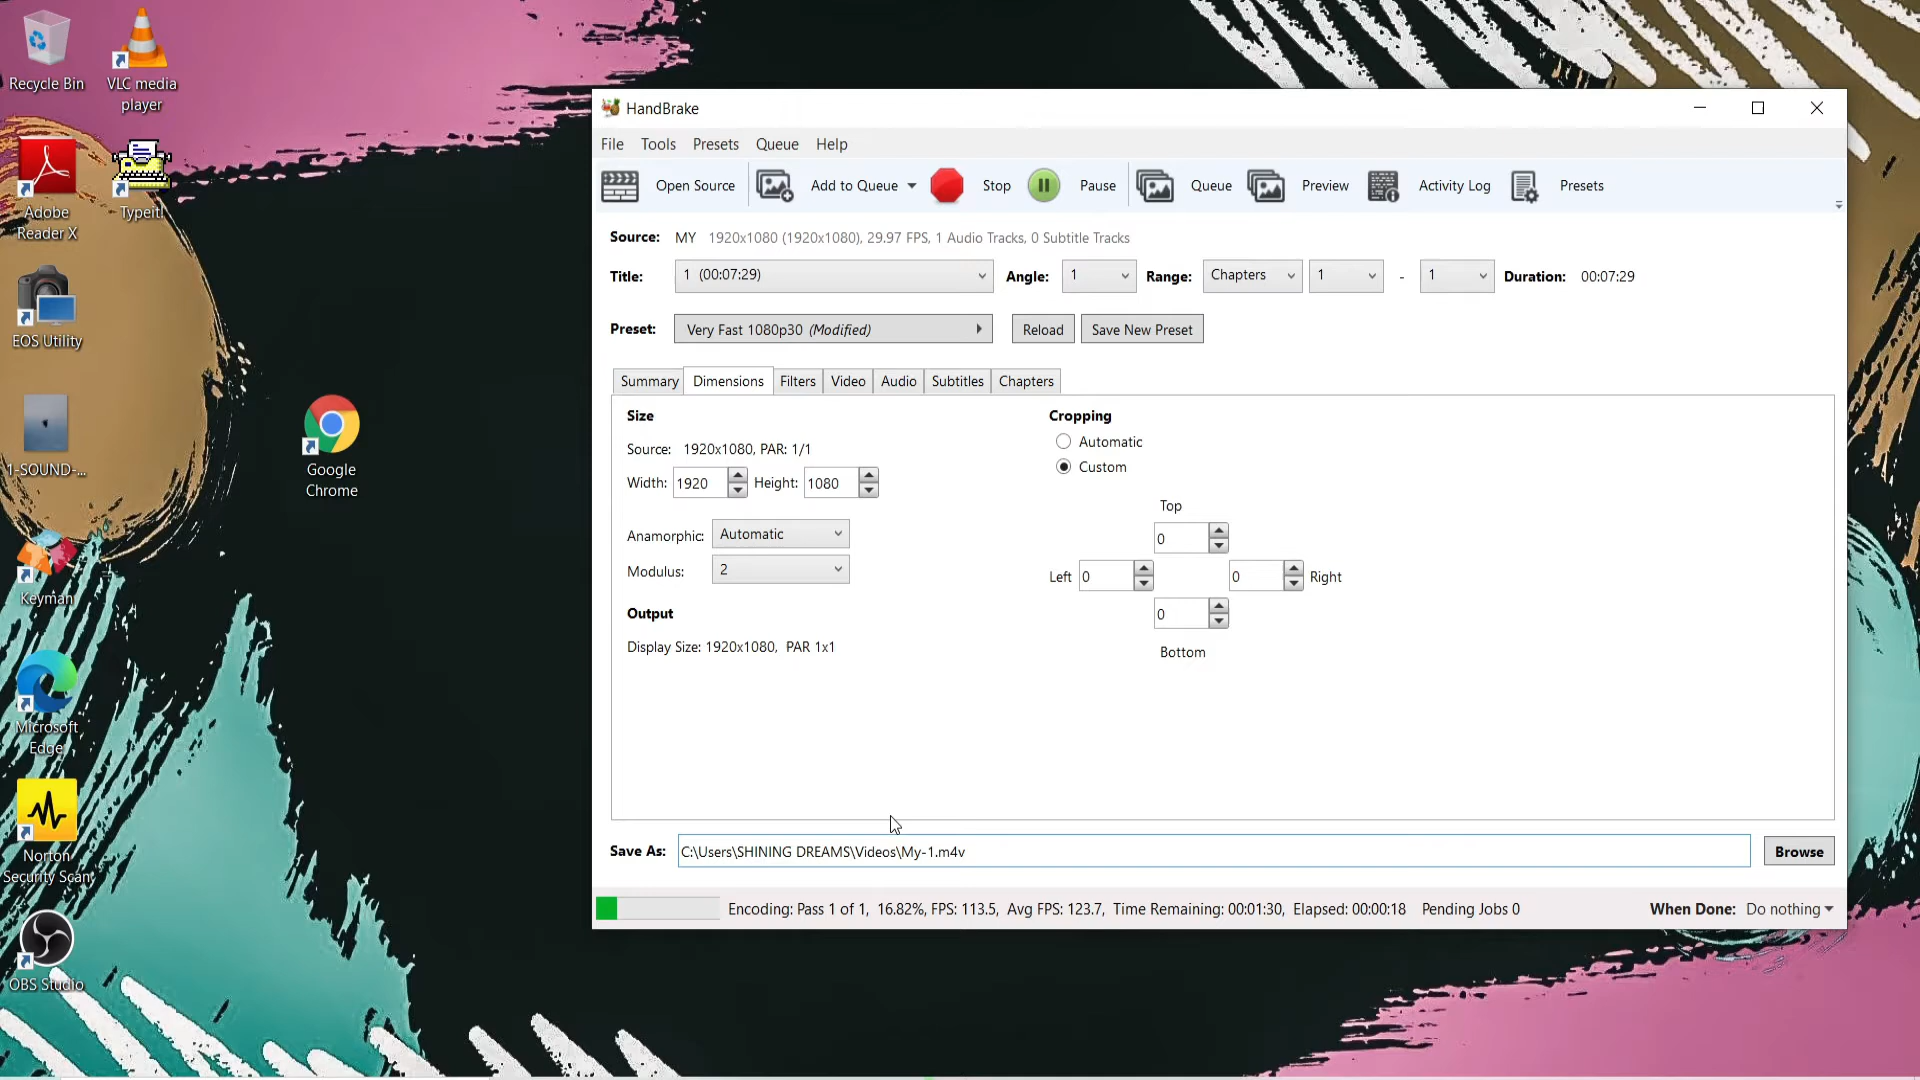 Recycle Bin
VLC media
player
Adobe
Reader X
Typeit!
EOS Utility
1-SOUND-...
Google
Chrome
Keyman
Microsoft
Edge
Norton
Security Scan
OBS Studio
HandBrake
File Tools Presets Queue Help
Open Source Add to Queue Stop Pause Queue Preview Activity Log Presets
Source: MY 1920x1080 (1920x1080), 29.97 FPS, 1 Audio Tracks, 0 Subtitle Tracks
Title: 1 (00:07:29) Angle: 1 Range: Chapters 1 - 1 Duration: 00:07:29
Preset: Very Fast 1080p30 (Modified) Reload Save New Preset
Summary Dimensions Filters Video Audio Subtitles Chapters
Size
Source: 1920x1080, PAR: 1/1
Width: 1920 Height: 1080
Anamorphic: Automatic
Modulus: 2
Output
Display Size: 1920x1080, PAR 1x1
Cropping
Automatic
Custom
Top
0
Left 0 0 Right
0
Bottom
Save As: C:\Users\SHINING DREAMS\Videos\My-1.m4v Browse
Encoding: Pass 1 of 1, 16.82%, FPS: 113.5, Avg FPS: 123.7, Time Remaining: 00:01:30, Elapsed: 00:00:18 Pending Jobs 0 When Done: Do nothing